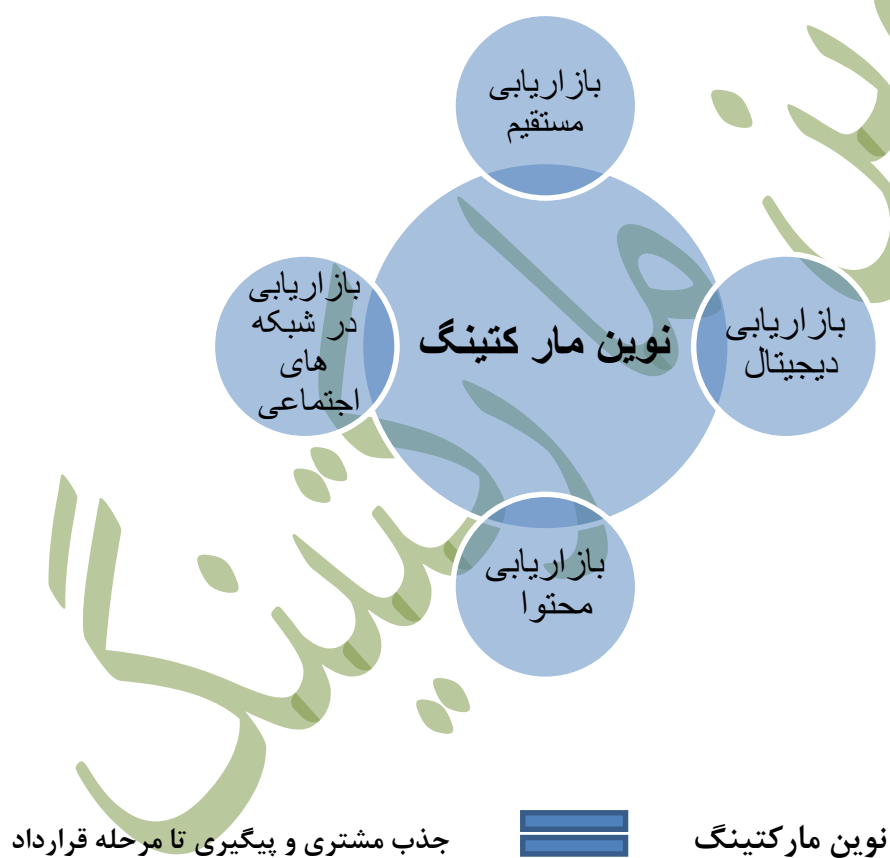 بازاریابی
مستقیم
بازاریابی
دیجیتال
نوین مار کتینگ
بازاریابی
در شبکه
های
اجتماعی
بازاریابی
محتوا
نوین مارکتینگ = جذب مشتری و پیگیری تا مرحله قرارداد